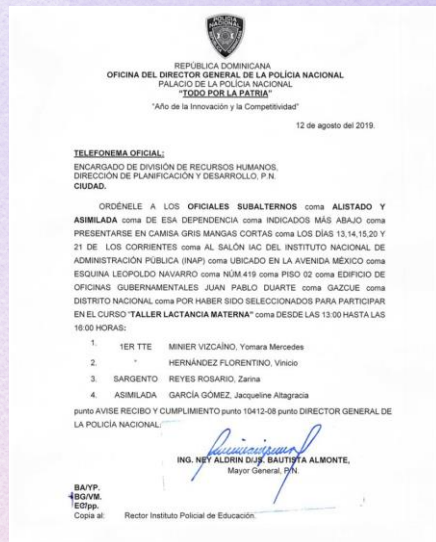 POLICIA
NACIONAL
REPÚBLICA DOMINICANA
OFICINA DEL DIRECTOR GENERAL DE LA POLÍCIA NACIONAL
PALACIO DE LA POLICÍA NACIONAL
"TODO POR LA PATRIA"
"Año de la Innovación y la Competitividad"
12 de agosto del 2019.
TELEFONEMA OFICIAL:
ENCARGADO DE DIVISIÓN DE RECURSOS HUMANOS,
DIRECCIÓN DE PLANIFICACIÓN Y DESARROLLO, P.N.
CIUDAD.
ORDÉNELE A LOS OFICIALES SUBALTERNOS coma ALISTADO Y
ASIMILADA coma DE ESA DEPENDENCIA coma INDICADOS MÁS ABAJO coma
PRESENTARSE EN CAMISA GRIS MANGAS CORTAS coma LOS DÍAS 13,14,15,20 Y
21 DE LOS CORRIENTES coma AL SALÓN IAC DEL INSTITUTO NACIONAL DE
ADMINISTRACIÓN PÚBLICA (INAP) coma UBICADO EN LA AVENIDA MÉXICO coma
ESQUINA LEOPOLDO NAVARRO coma NÚM.419 coma PISO 02 coma EDIFICIO DE
OFICINAS GUBERNAMENTALES JUAN PABLO DUARTE coma GAZCUE coma
DISTRITO NACIONAL coma POR HABER SIDO SELECCIONADOS PARA PARTICIPAR
EN EL CURSO "TALLER LACTANCIA MATERNA" coma DESDE LAS 13:00 HASTA LAS
16:00 HORAS:
1. 1ER TTE MINIER VIZCAÍNO, Yomara Mercedes
2. " HERNÁNDEZ FLORENTINO, Vinicio
3. SARGENTO REYES ROSARIO, Zarina
4. ASIMILADA GARCÍA GÓMEZ, Jacqueline Altagracia
punto AVISE RECIBO Y CUMPLIMIENTO punto 10412-08 punto DIRECTOR GENERAL DE
LA POLICÍA NACIONAL:
ING. NEY ALDRIN D/JS. BAUTISTA ALMONTE,
Mayor General, P.N.
BA/YP.
BG/VM.
EG/pp.
Copia al: Rector Instituto Policial de Educación.